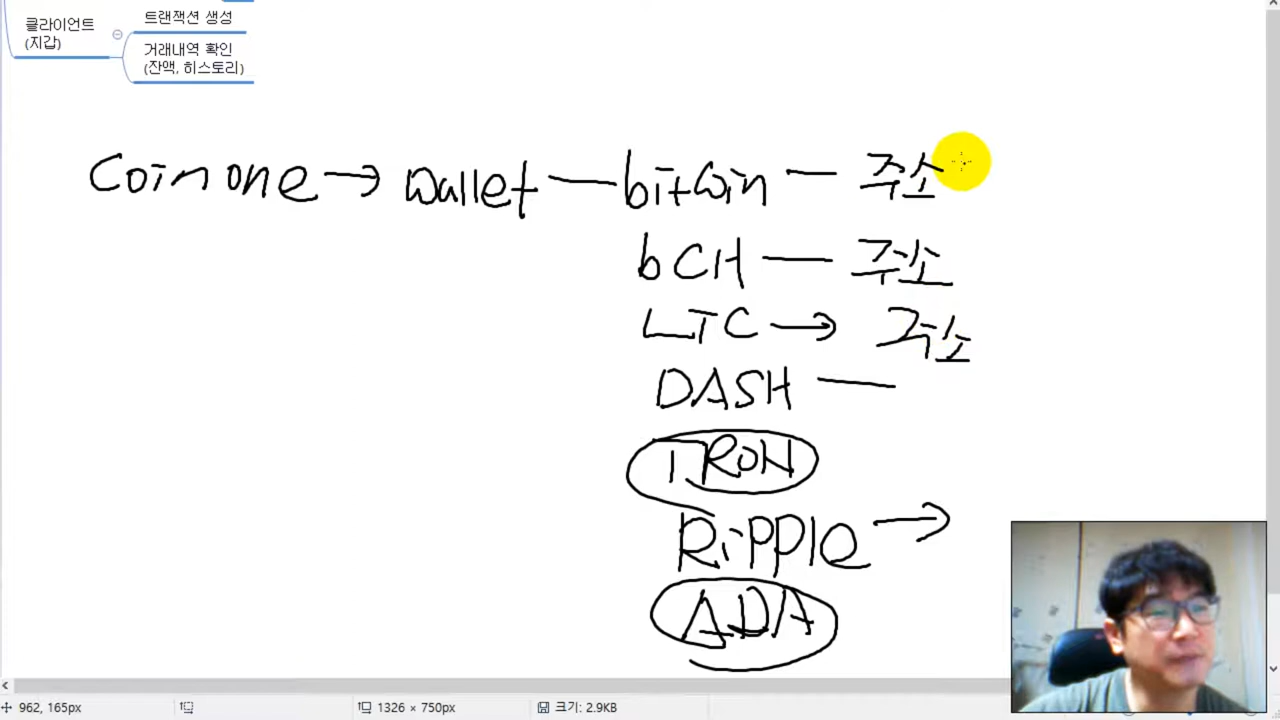 클라이언트
(지갑)
트랜잭션 생성
거래내역 확인
(잔액, 히스토리)
Coinone → Wallet — bitcoin — 주소
bCH — 주소
LTC → 주소
DASH —
TRON
RiPPle →
ADA
962, 165px
1326 × 750px
크기: 2.9KB